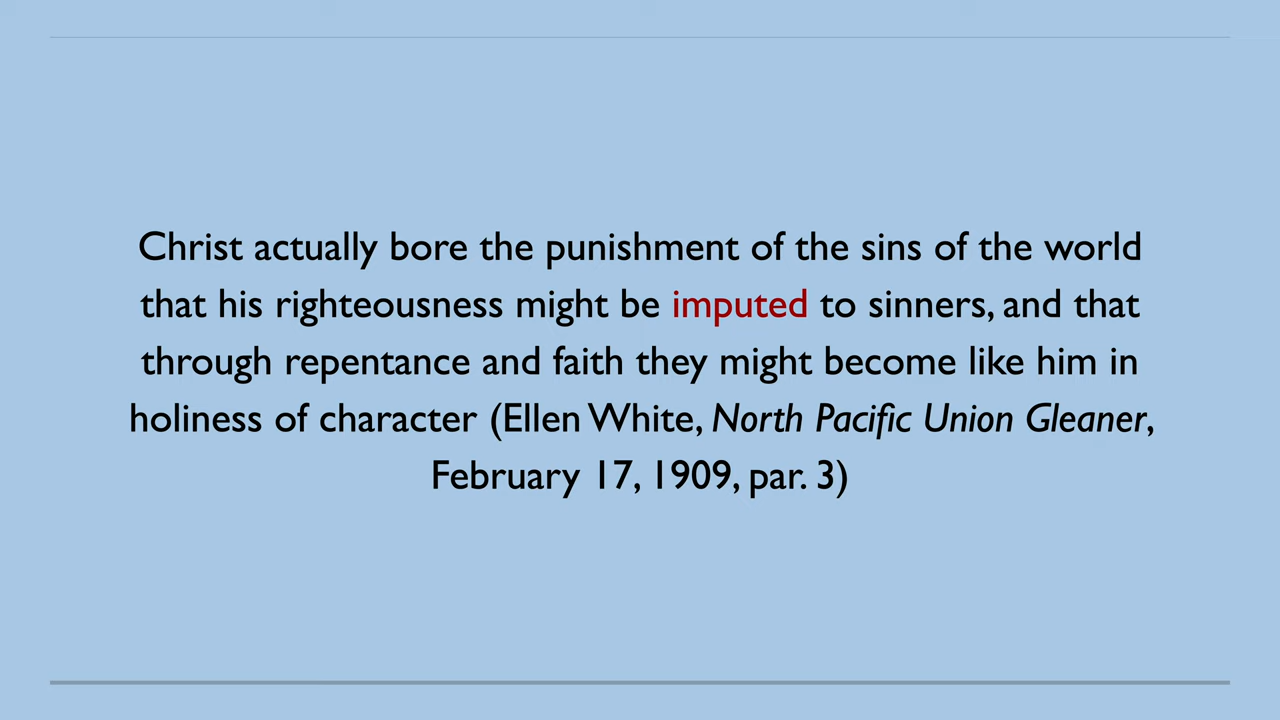 Christ actually bore the punishment of the sins of the world
that his righteousness might be imputed to sinners, and that
through repentance and faith they might become like him in
holiness of character (Ellen White, North Pacific Union Gleaner,
February 17, 1909, par. 3)